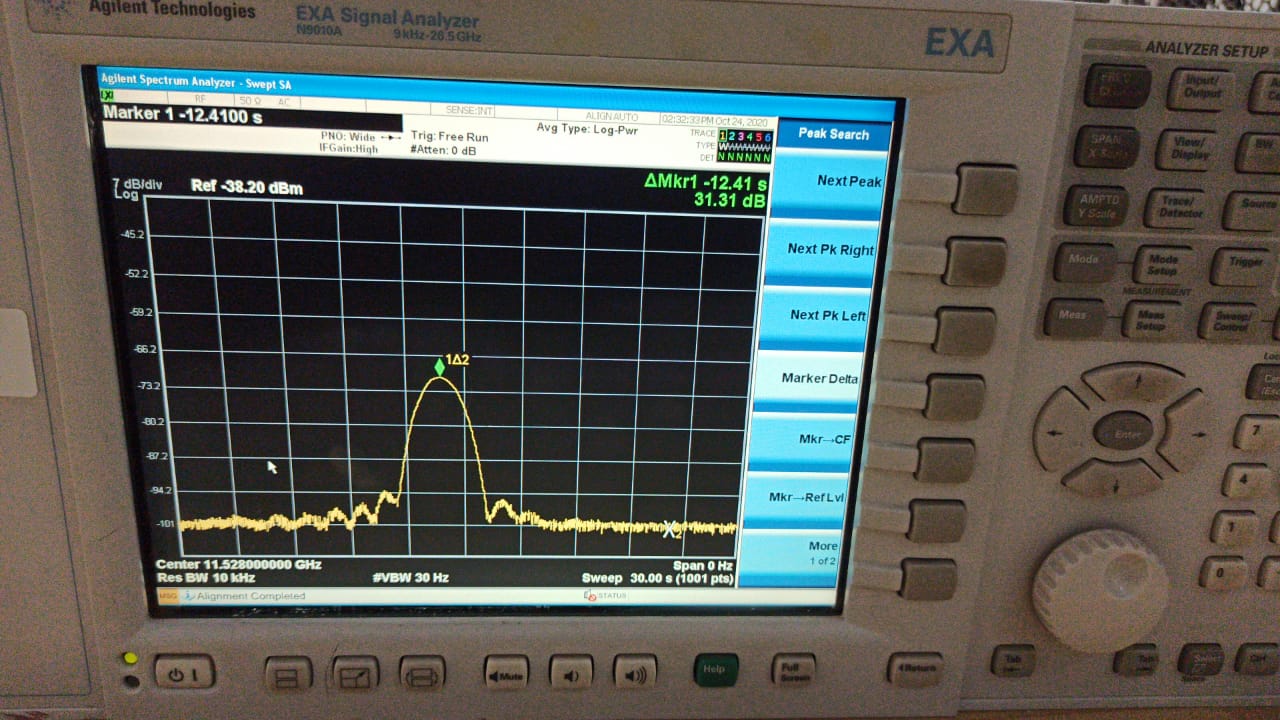 Agilent Technologies
EXA Signal Analyzer
N9010A 9 kHz-26.5 GHz
EXA
ANALYZER SETUP
Agilent Spectrum Analyzer - Swept SA
RF 50 Ω AC SENSE:INT ALIGN AUTO 02:32:33 PM Oct 24, 2020
Marker 1 -12.4100 s
PNO: Wide
IFGain:High
Trig: Free Run
#Atten: 0 dB
Avg Type: Log-Pwr
TRACE 1 2 3 4 5 6
TYPE
DET N N N N N N
Peak Search
Next Peak
Next Pk Right
Next Pk Left
Marker Delta
Mkr→CF
Mkr→Ref Lvl
More
1 of 2
7 dB/div
Log
Ref -38.20 dBm
ΔMkr1 -12.41 s
31.31 dB
-45.2
-52.2
-59.2
-66.2
-73.2
-80.2
-87.2
-94.2
-101
1Δ2
X2
Center 11.528000000 GHz
Span 0 Hz
Res BW 10 kHz
#VBW 30 Hz
Sweep 30.00 s (1001 pts)
MSG Alignment Completed
STATUS
Input/
Output
SPAN
X Scale
View/
Display
BW
AMPTD
Y Scale
Trace/
Detector
Source
Mode
Mode
Setup
Trigger
MEASUREMENT
Meas
Meas
Setup
Sweep/
Control
Enter
7
4
1
0
Mute
Help
Full
Screen
Return
Tab
Tab
Select
Space
Ctrl